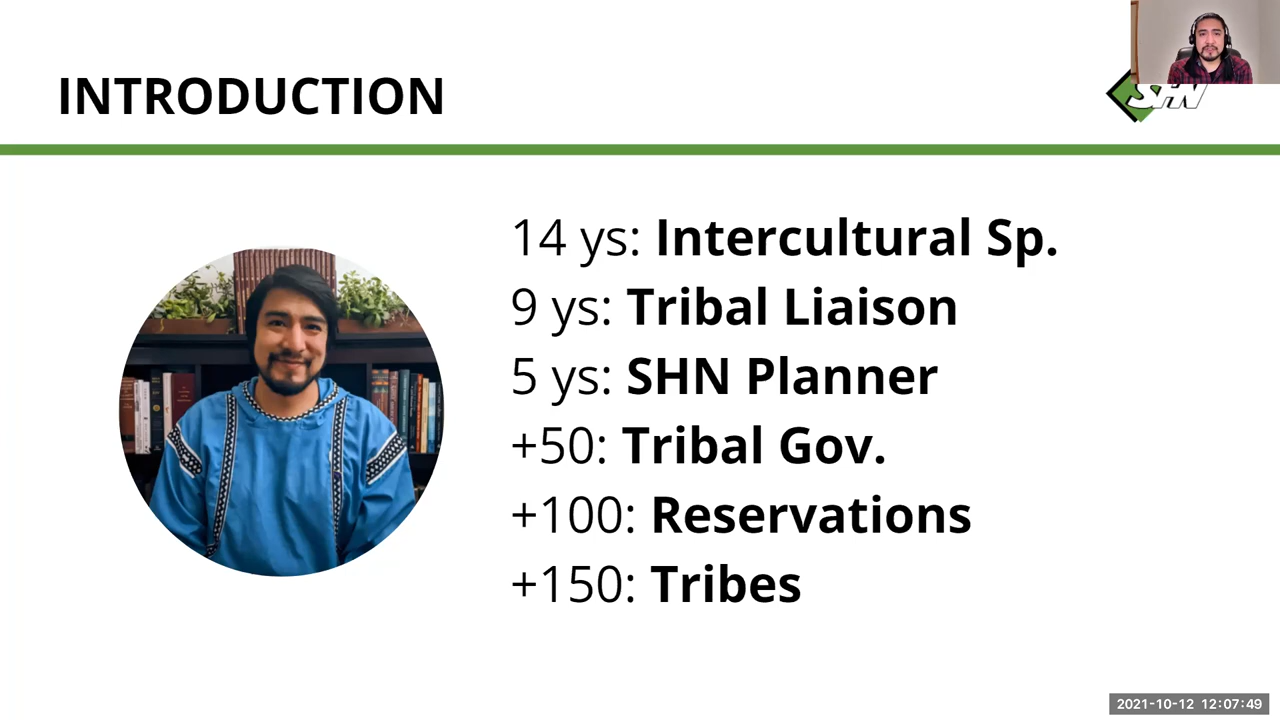 INTRODUCTION
SHN
14 ys: Intercultural Sp.
9 ys: Tribal Liaison
5 ys: SHN Planner
+50: Tribal Gov.
+100: Reservations
+150: Tribes
2021-10-12 12:07:49